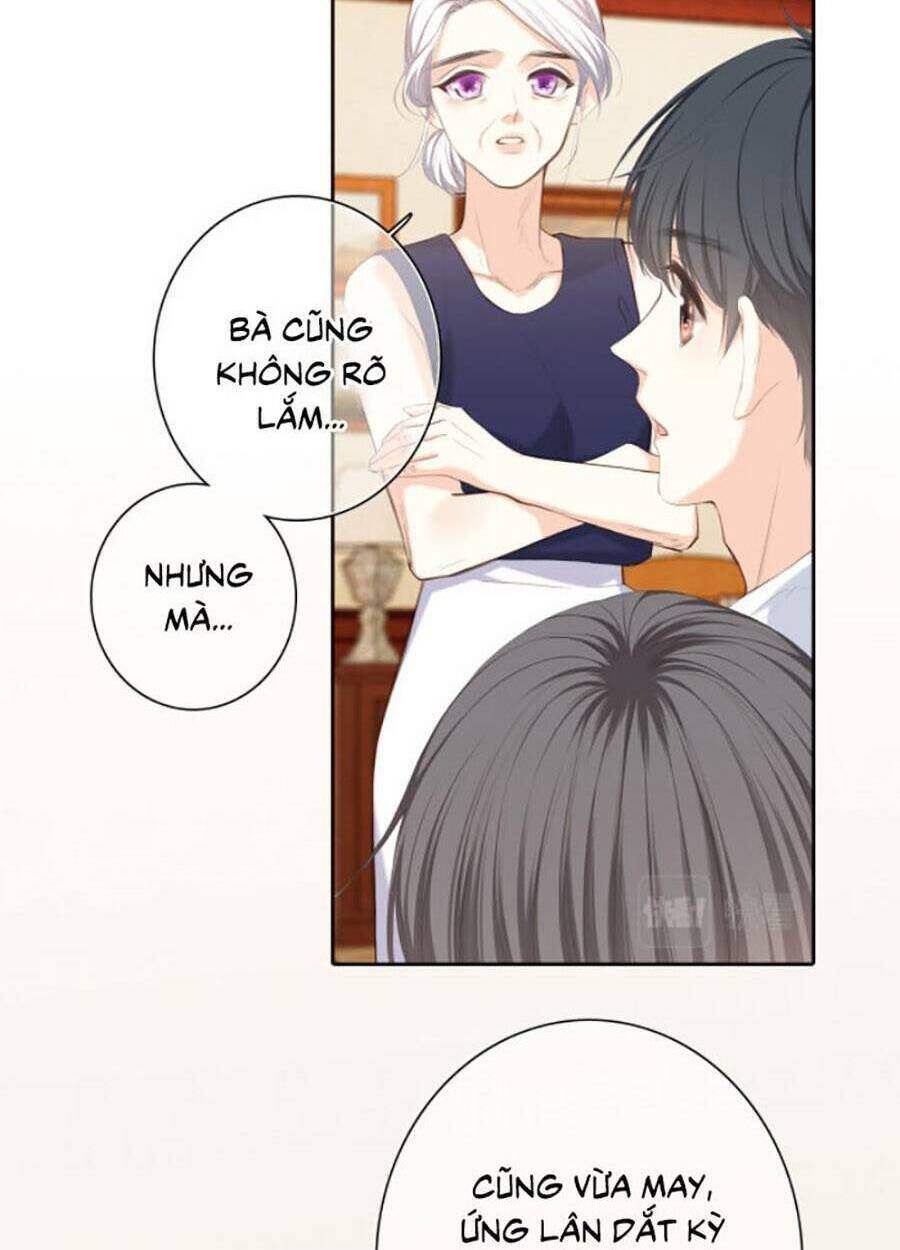 BÀ CŨNG
KHÔNG RÕ
LẮM...
NHƯNG
MÀ...
CŨNG VỪA MAY,
ỨNG LÂN DẮT KỲ